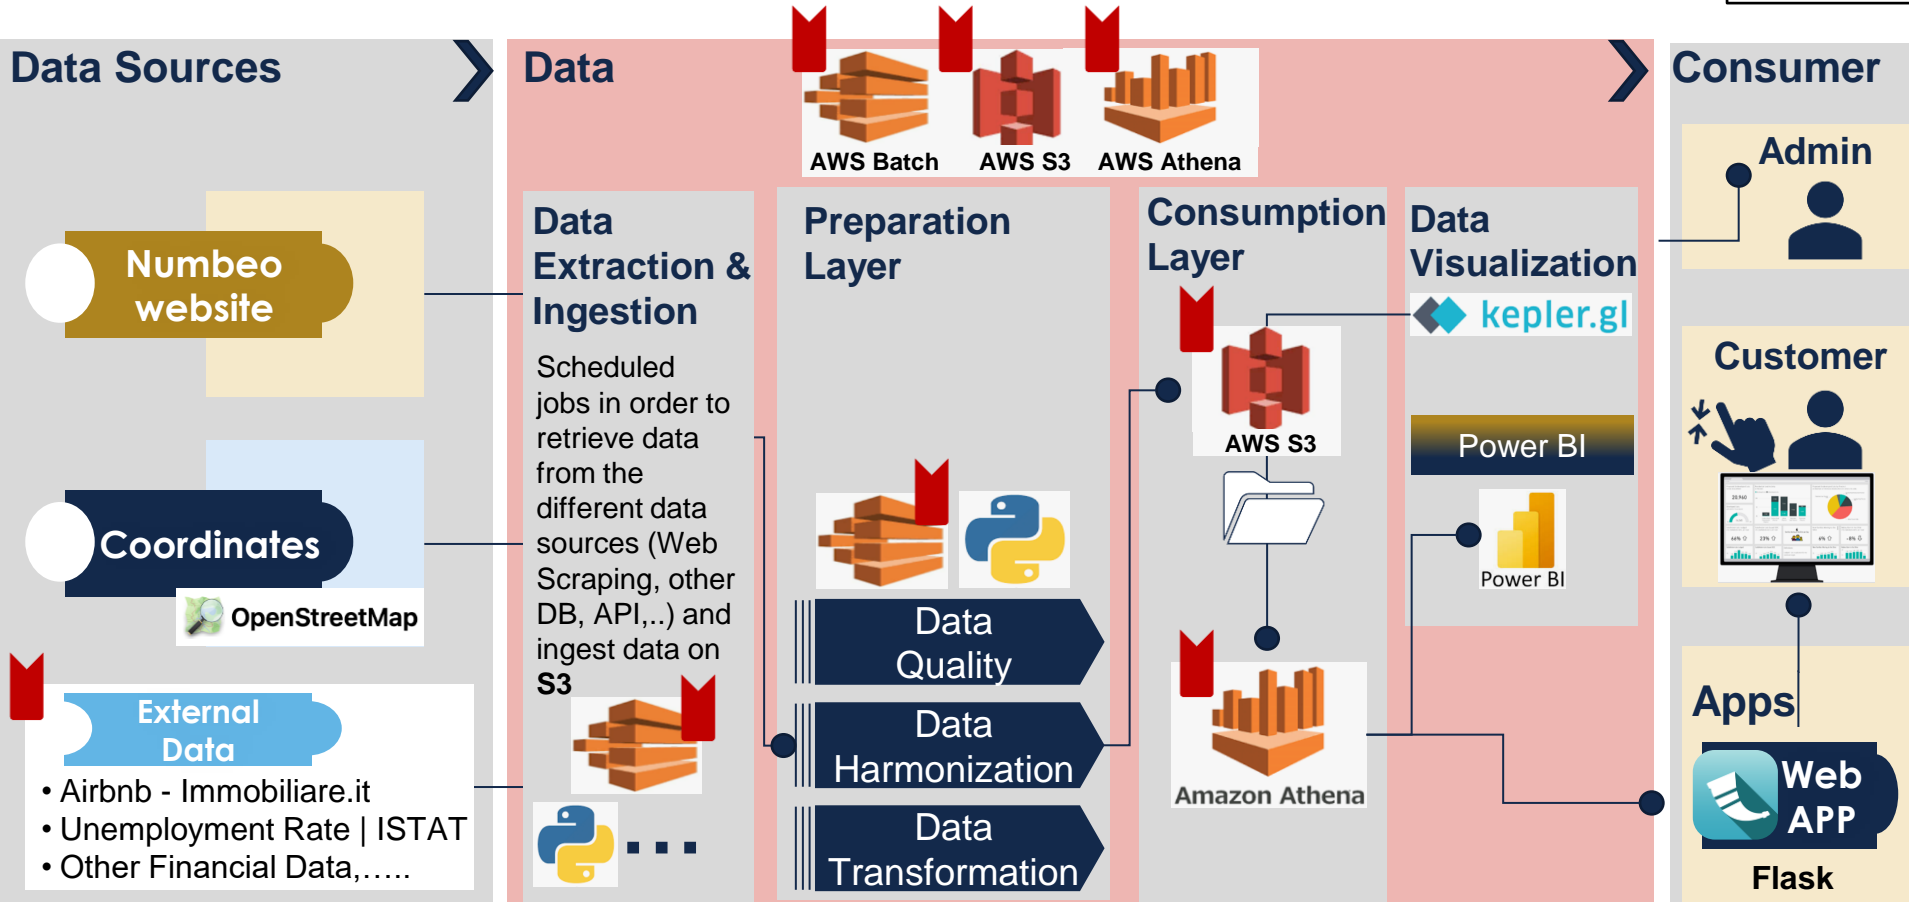 Data Sources
Numbeo
website
Coordinates
OpenStreetMap
External
Data
• Airbnb - Immobiliare.it
• Unemployment Rate | ISTAT
• Other Financial Data,…..
Data
AWS Batch
AWS S3
AWS Athena
Data
Extraction &
Ingestion
Scheduled
jobs in order to
retrieve data
from the
different data
sources (Web
Scraping, other
DB, API,..) and
ingest data on
S3
...
Preparation
Layer
Data
Quality
Data
Harmonization
Data
Transformation
Consumption
Layer
AWS S3
Amazon Athena
Data
Visualization
kepler.gl
Power BI
Power BI
Consumer
Admin
Customer
Apps
Web
APP
Flask